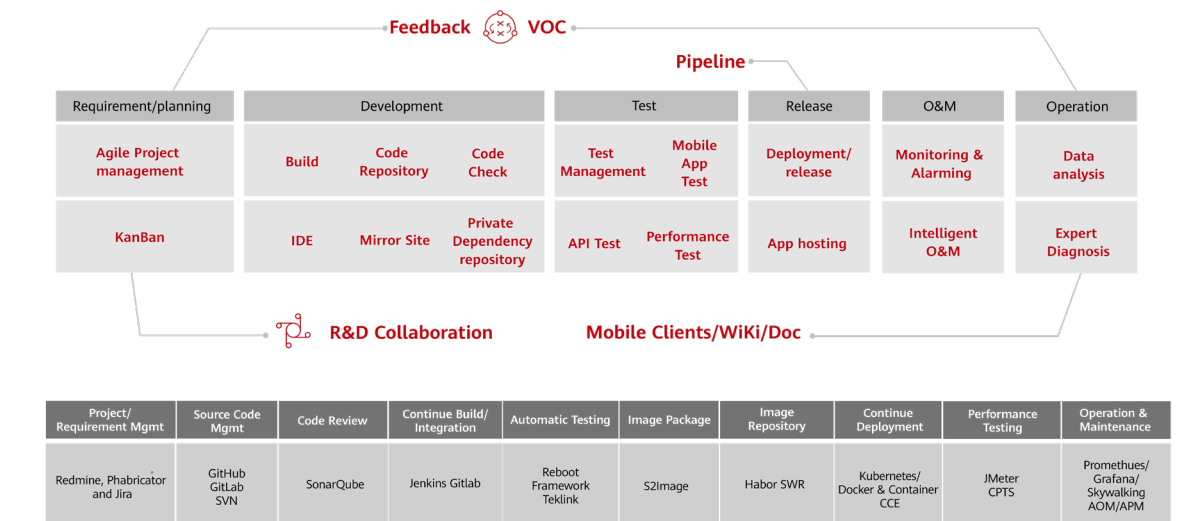 Feedback VOC
Pipeline
Requirement/planning
Development
Test
Release
O&M
Operation
Agile Project
management
Build
Code
Repository
Code
Check
Test
Management
Mobile
App
Test
Deployment/
release
Monitoring &
Alarming
Data
analysis
KanBan
IDE
Mirror Site
Private
Dependency
repository
API Test
Performance
Test
App hosting
Intelligent
O&M
Expert
Diagnosis
R&D Collaboration
Mobile Clients/WiKi/Doc
Project/
Requirement Mgmt
Source Code
Mgmt
Code Review
Continue Build/
Integration
Automatic Testing
Image Package
Image
Repository
Continue
Deployment
Performance
Testing
Operation &
Maintenance
Redmine, Phabricator
and Jira
GitHub
GitLab
SVN
SonarQube
Jenkins Gitlab
Reboot
Framework
Teklink
S2Image
Habor SWR
Kubernetes/
Docker & Container
CCE
JMeter
CPTS
Promethues/
Grafana/
Skywalking
AOM/APM